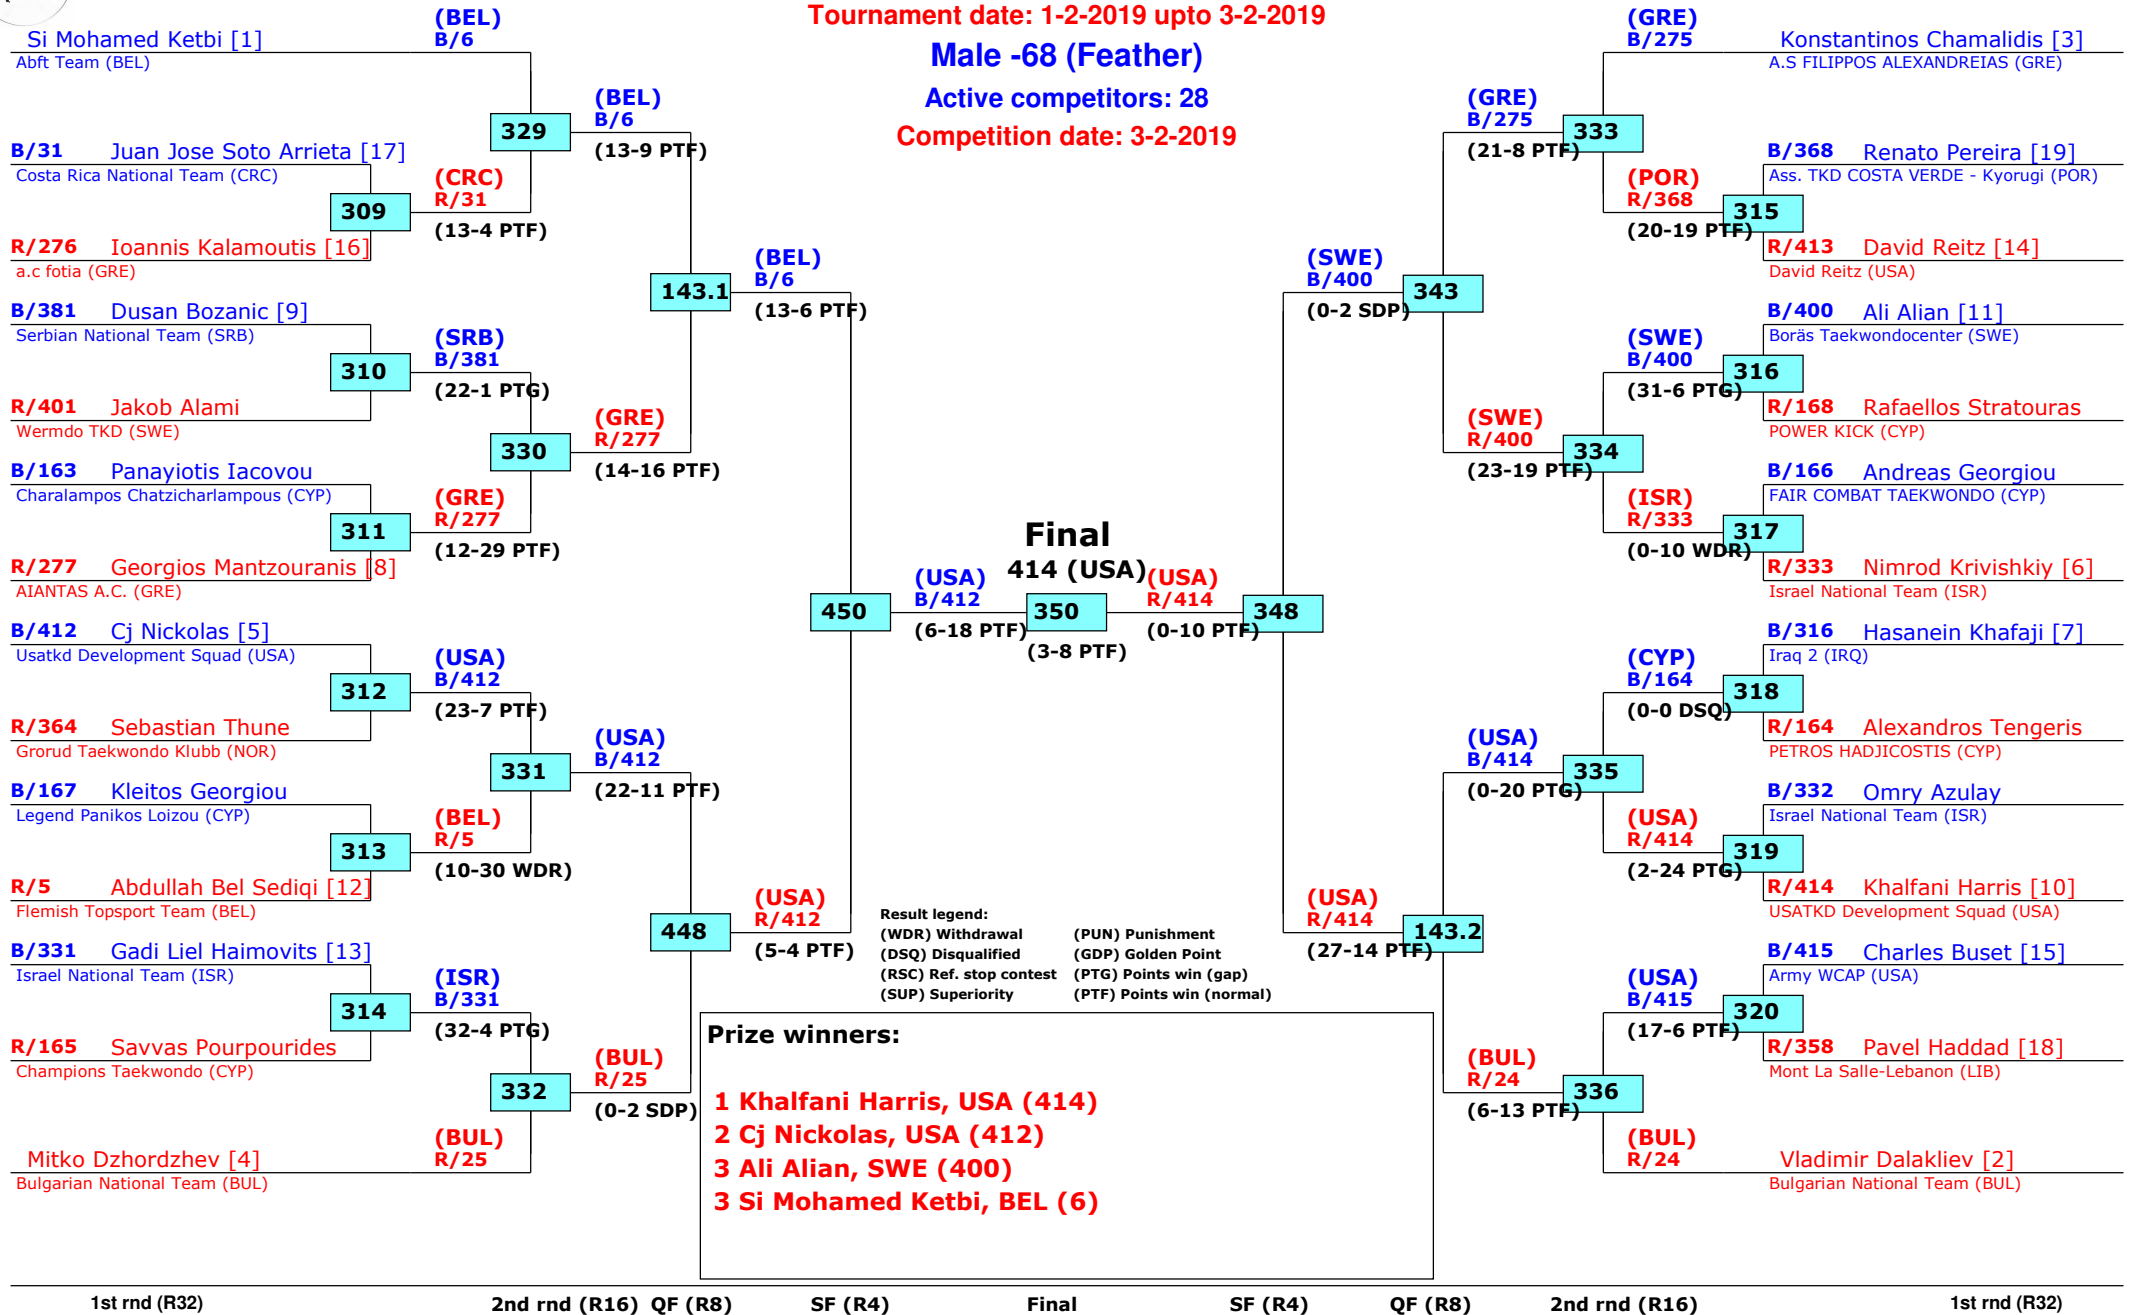 Tournament date: 1-2-2019 upto 3-2-2019
Male -68 (Feather)
Active competitors: 28
Competition date: 3-2-2019
Si Mohamed Ketbi [1]
Abft Team (BEL)
B/31 Juan Jose Soto Arrieta [17]
Costa Rica National Team (CRC)
309
R/276 Ioannis Kalamoutis [16]
a.c fotia (GRE)
B/381 Dusan Bozanic [9]
Serbian National Team (SRB)
310
R/401 Jakob Alami
Wermdo TKD (SWE)
B/163 Panayiotis Iacovou
Charalampos Chatzicharlampous (CYP)
311
R/277 Georgios Mantzouranis [8]
AIANTAS A.C. (GRE)
B/412 Cj Nickolas [5]
Usatkd Development Squad (USA)
312
R/364 Sebastian Thune
Grorud Taekwondo Klubb (NOR)
B/167 Kleitos Georgiou
Legend Panikos Loizou (CYP)
313
R/5 Abdullah Bel Sediqi [12]
Flemish Topsport Team (BEL)
B/331 Gadi Liel Haimovits [13]
Israel National Team (ISR)
314
R/165 Savvas Pourpourides
Champions Taekwondo (CYP)
Mitko Dzhordzhev [4]
Bulgarian National Team (BUL)
(BEL)
B/6
329
(CRC)
R/31
(13-4 PTF)
(SRB)
B/381
(22-1 PTG)
330
(GRE)
R/277
(12-29 PTF)
(USA)
B/412
(23-7 PTF)
331
(BEL)
R/5
(10-30 WDR)
(ISR)
B/331
(32-4 PTG)
332
(BUL)
R/25
(BEL)
B/6
(13-9 PTF)
143.1
(GRE)
R/277
(14-16 PTF)
(USA)
B/412
(22-11 PTF)
448
(BUL)
R/25
(0-2 SDP)
(BEL)
B/6
(13-6 PTF)
450
(USA)
R/412
(5-4 PTF)
(USA)
B/412
(6-18 PTF)
Final
414 (USA)
350
(3-8 PTF)
(USA)
R/414
(0-10 PTF)
348
(SWE)
B/400
(0-2 SDP)
343
(USA)
R/414
(27-14 PTF)
143.2
(GRE)
B/275
(21-8 PTF)
333
(SWE)
R/400
(23-19 PTF)
334
(USA)
B/414
(0-20 PTG)
335
(BUL)
R/24
(6-13 PTF)
336
(GRE)
B/275
(POR)
R/368
(20-19 PTF)
315
(SWE)
B/400
(31-6 PTG)
316
(ISR)
R/333
(0-10 WDR)
317
(CYP)
B/164
(0-0 DSQ)
318
(USA)
R/414
(2-24 PTG)
319
(USA)
B/415
(17-6 PTF)
320
(BUL)
R/24
Konstantinos Chamalidis [3]
A.S FILIPPOS ALEXANDREIAS (GRE)
B/368 Renato Pereira [19]
Ass. TKD COSTA VERDE - Kyorugi (POR)
R/413 David Reitz [14]
David Reitz (USA)
B/400 Ali Alian [11]
Borås Taekwondocenter (SWE)
R/168 Rafaellos Stratouras
POWER KICK (CYP)
B/166 Andreas Georgiou
FAIR COMBAT TAEKWONDO (CYP)
R/333 Nimrod Krivishkiy [6]
Israel National Team (ISR)
B/316 Hasanein Khafaji [7]
Iraq 2 (IRQ)
R/164 Alexandros Tengeris
PETROS HADJICOSTIS (CYP)
B/332 Omry Azulay
Israel National Team (ISR)
R/414 Khalfani Harris [10]
USATKD Development Squad (USA)
B/415 Charles Buset [15]
Army WCAP (USA)
R/358 Pavel Haddad [18]
Mont La Salle-Lebanon (LIB)
Vladimir Dalakliev [2]
Bulgarian National Team (BUL)
Result legend:
(WDR) Withdrawal (PUN) Punishment
(DSQ) Disqualified (GDP) Golden Point
(RSC) Ref. stop contest (PTG) Points win (gap)
(SUP) Superiority (PTF) Points win (normal)
Prize winners:
1 Khalfani Harris, USA (414)
2 Cj Nickolas, USA (412)
3 Ali Alian, SWE (400)
3 Si Mohamed Ketbi, BEL (6)
1st rnd (R32) 2nd rnd (R16) QF (R8) SF (R4) Final SF (R4) QF (R8) 2nd rnd (R16) 1st rnd (R32)